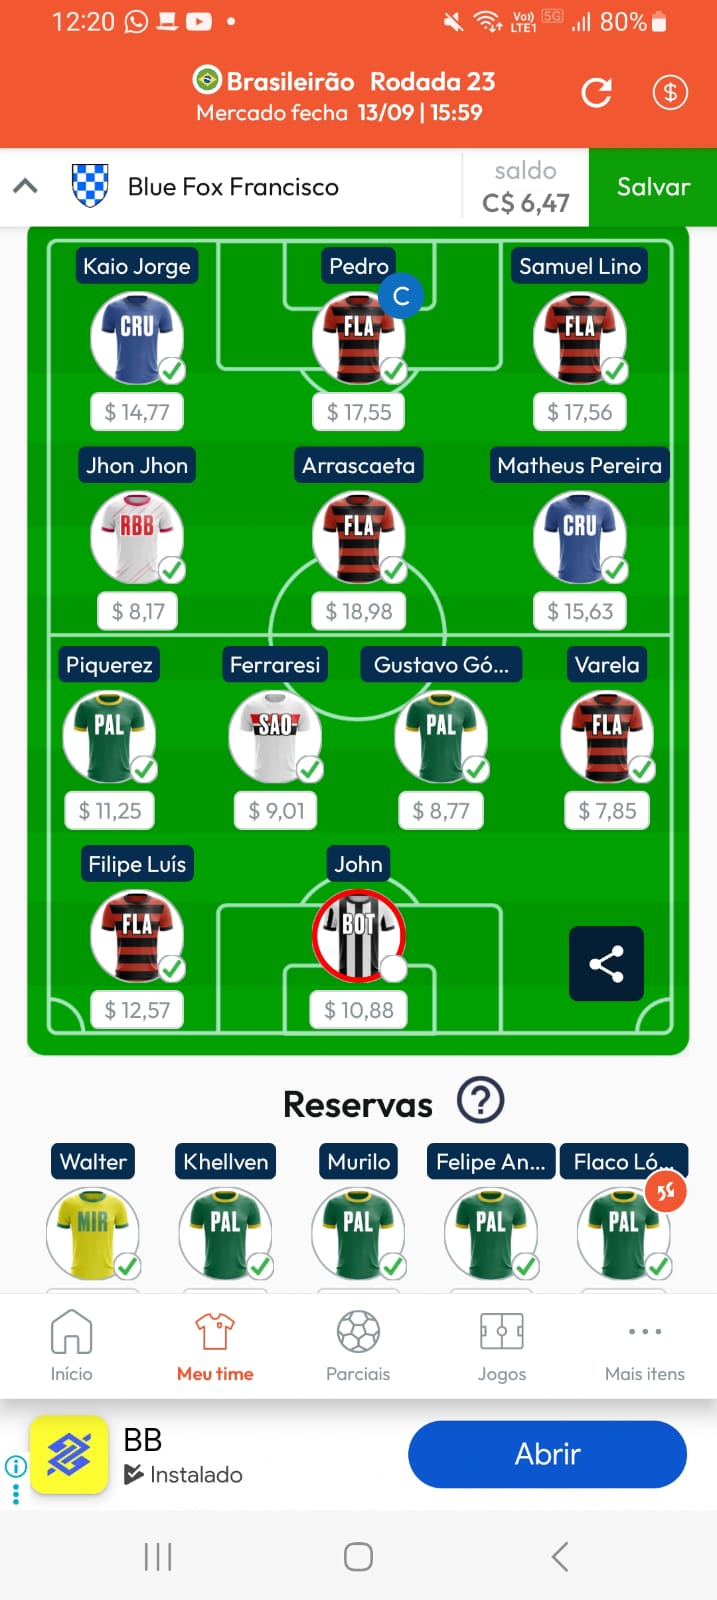 12:20 Vo)) LTE1 5G 80%
Brasileirão Rodada 23
Mercado fecha 13/09 | 15:59
$
Blue Fox Francisco
saldo
C$ 6,47
Salvar
Kaio Jorge Pedro Samuel Lino
C
CRU FLA FLA
$ 14,77 $ 17,55 $ 17,56
Jhon Jhon Arrascaeta Matheus Pereira
RBB FLA CRU
$ 8,17 $ 18,98 $ 15,63
Piquerez Ferraresi Gustavo Gó... Varela
PAL SAO PAL FLA
$ 11,25 $ 9,01 $ 8,77 $ 7,85
Filipe Luís John
FLA BOT
$ 12,57 $ 10,88
Reservas ?
Walter Khellven Murilo Felipe An... Flaco Ló...
MIR PAL PAL PAL PAL
Início Meu time Parciais Jogos Mais itens
BB
Instalado
Abrir